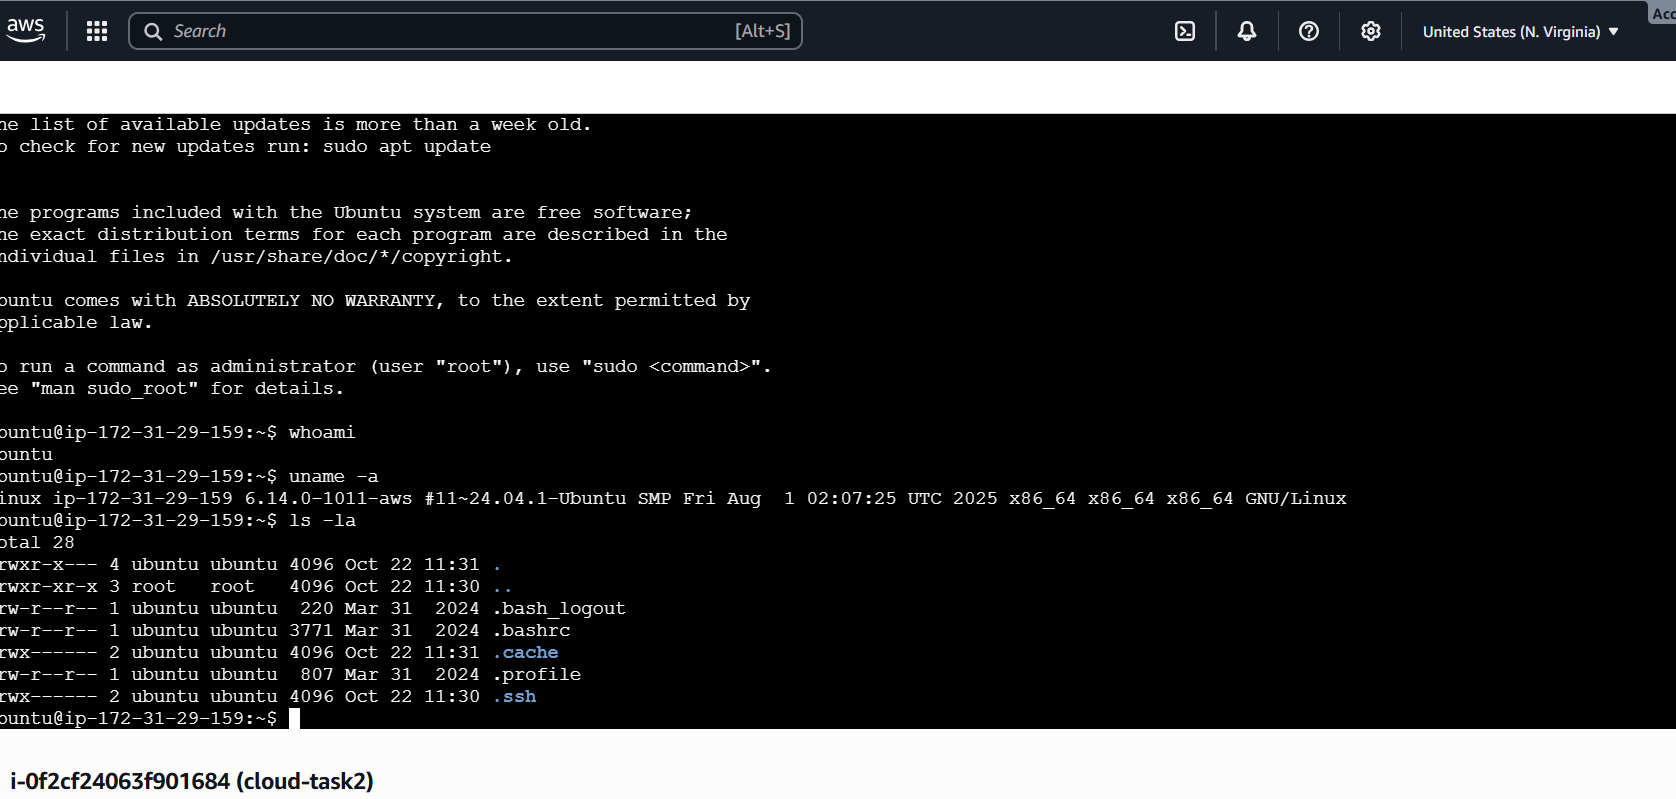 aws
Search [Alt+S]
United States (N. Virginia)
Acc
he list of available updates is more than a week old.
o check for new updates run: sudo apt update
he programs included with the Ubuntu system are free software;
he exact distribution terms for each program are described in the
ndividual files in /usr/share/doc/*/copyright.
buntu comes with ABSOLUTELY NO WARRANTY, to the extent permitted by
pplicable law.
o run a command as administrator (user "root"), use "sudo <command>".
ee "man sudo_root" for details.
buntu@ip-172-31-29-159:~$ whoami
buntu
buntu@ip-172-31-29-159:~$ uname -a
inux ip-172-31-29-159 6.14.0-1011-aws #11~24.04.1-Ubuntu SMP Fri Aug  1 02:07:25 UTC 2025 x86_64 x86_64 x86_64 GNU/Linux
buntu@ip-172-31-29-159:~$ ls -la
otal 28
rwxr-x--- 4 ubuntu ubuntu 4096 Oct 22 11:31 .
rwxr-xr-x 3 root   root   4096 Oct 22 11:30 ..
rw-r--r-- 1 ubuntu ubuntu  220 Mar 31  2024 .bash_logout
rw-r--r-- 1 ubuntu ubuntu 3771 Mar 31  2024 .bashrc
rwx------ 2 ubuntu ubuntu 4096 Oct 22 11:31 .cache
rw-r--r-- 1 ubuntu ubuntu  807 Mar 31  2024 .profile
rwx------ 2 ubuntu ubuntu 4096 Oct 22 11:30 .ssh
buntu@ip-172-31-29-159:~$
i-0f2cf24063f901684 (cloud-task2)